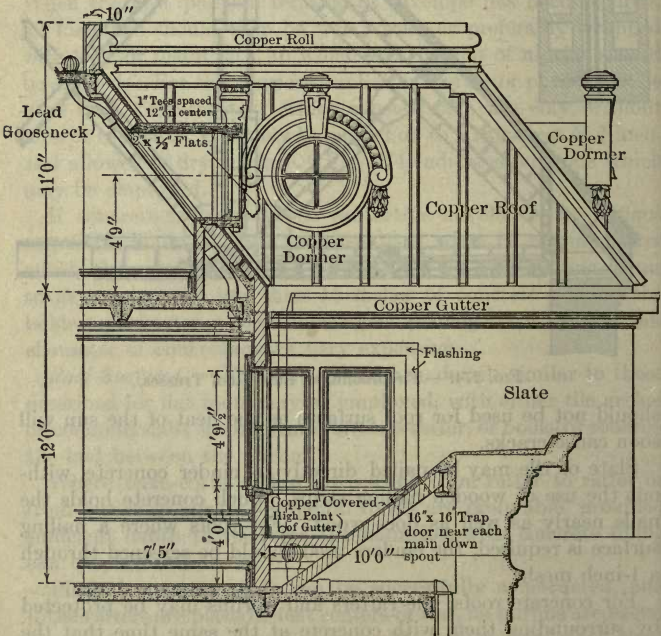 10"
Copper Roll
1" Tees spaced
12" on centers
2" x ½" Flats
Lead
Gooseneck
11'0"
4'9"
Copper
Dormer
Copper Roof
Copper
Dormer
Copper Gutter
Flashing
Slate
12'0"
4'9½"
4'0"
7'5"
Copper Covered
High Point
of Gutter
10'0"
16" x 16 Trap
door near each
main down
spout